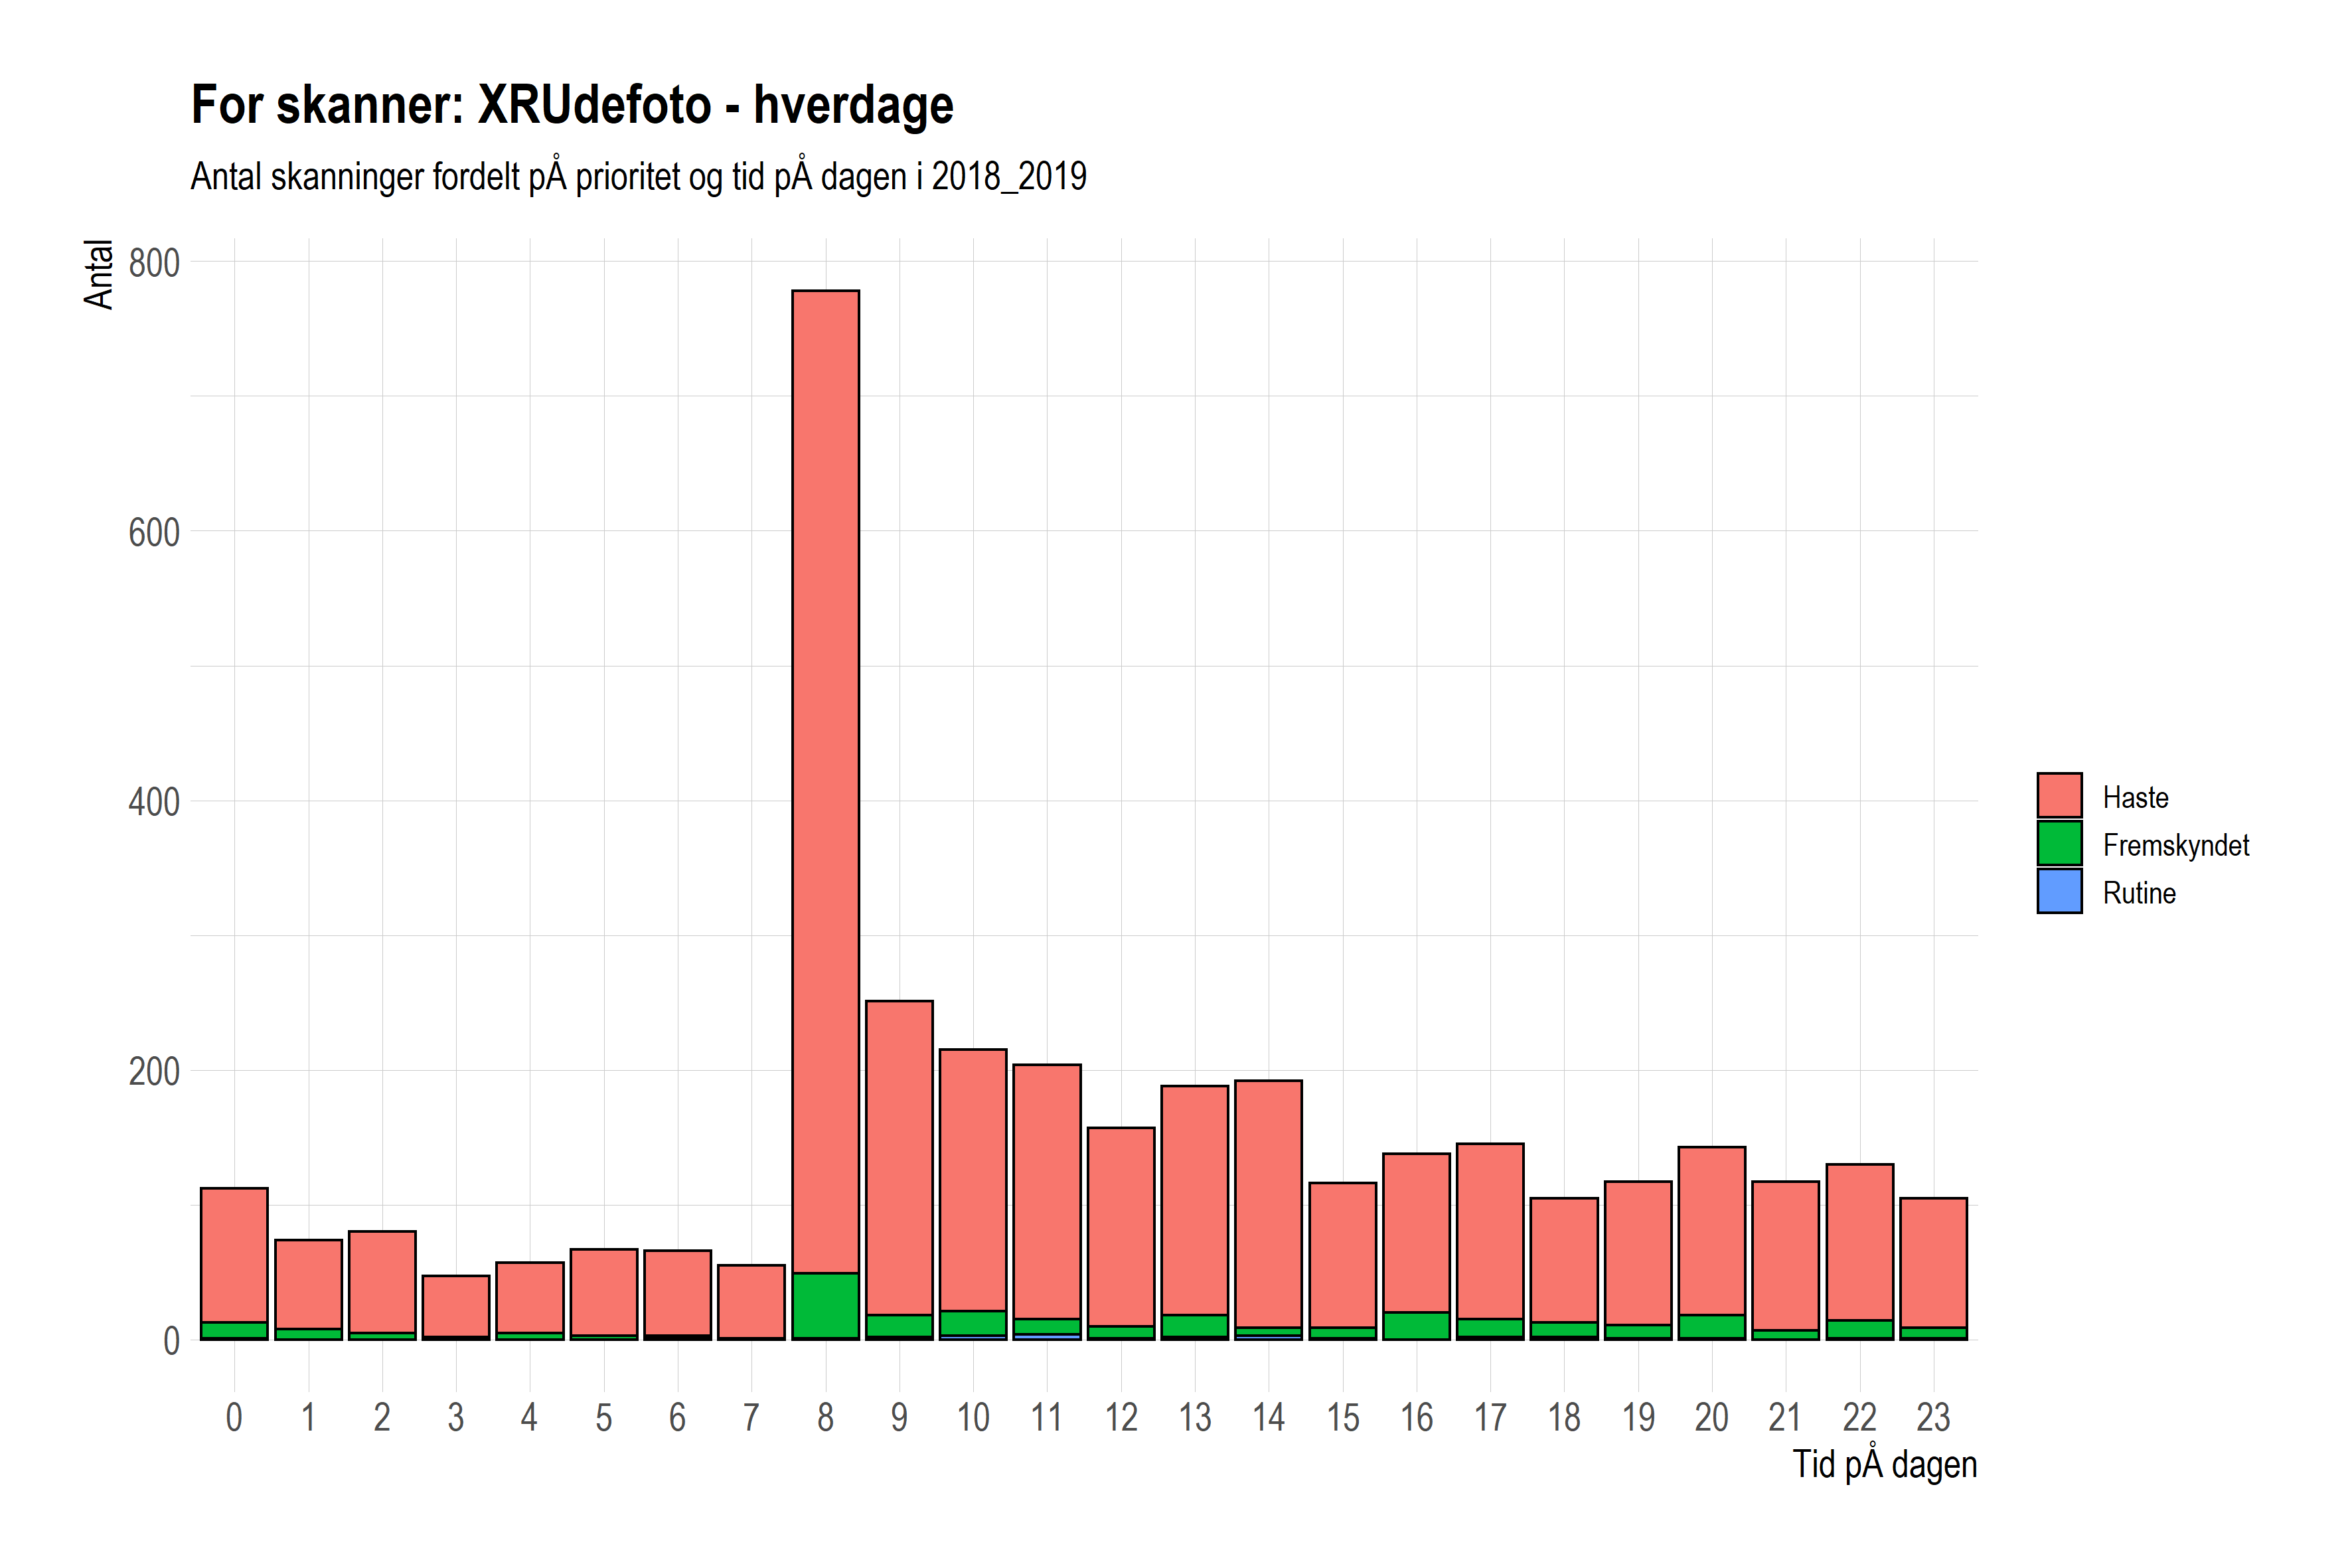 For skanner: XRUdefoto - hverdage
Antal skanninger fordelt pÅ prioritet og tid pÅ dagen i 2018_2019
Antal
800
600
400
200
0
0 1 2 3 4 5 6 7 8 9 10 11 12 13 14 15 16 17 18 19 20 21 22 23
Tid pÅ dagen
Haste
Fremskyndet
Rutine